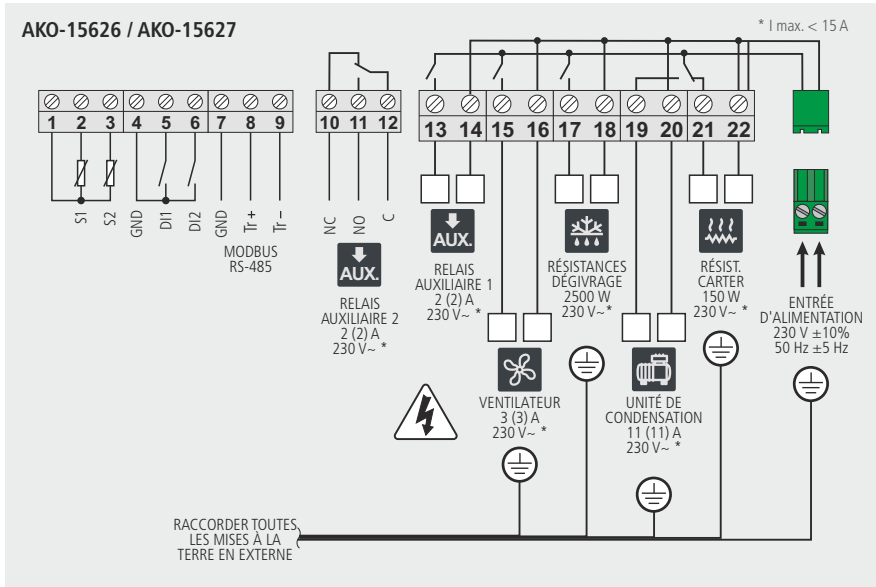 AKO-15626 / AKO-15627
* I max. < 15 A
1 2 3 4 5 6 7 8 9
10 11 12
13 14 15 16 17 18 19 20 21 22
S1
S2
GND
DI1
DI2
GND
Tr+
Tr–
MODBUS
RS-485
NC
NO
C
AUX.
RELAIS
AUXILIAIRE 2
2 (2) A
230 V~ *
AUX.
RELAIS
AUXILIAIRE 1
2 (2) A
230 V~ *
RÉSISTANCES
DÉGIVRAGE
2500 W
230 V~*
RÉSIST.
CARTER
150 W
230 V~ *
ENTRÉE
D'ALIMENTATION
230 V ±10%
50 Hz ±5 Hz
VENTILATEUR
3 (3) A
230 V~ *
UNITÉ DE
CONDENSATION
11 (11) A
230 V~ *
RACCORDER TOUTES
LES MISES À LA
TERRE EN EXTERNE